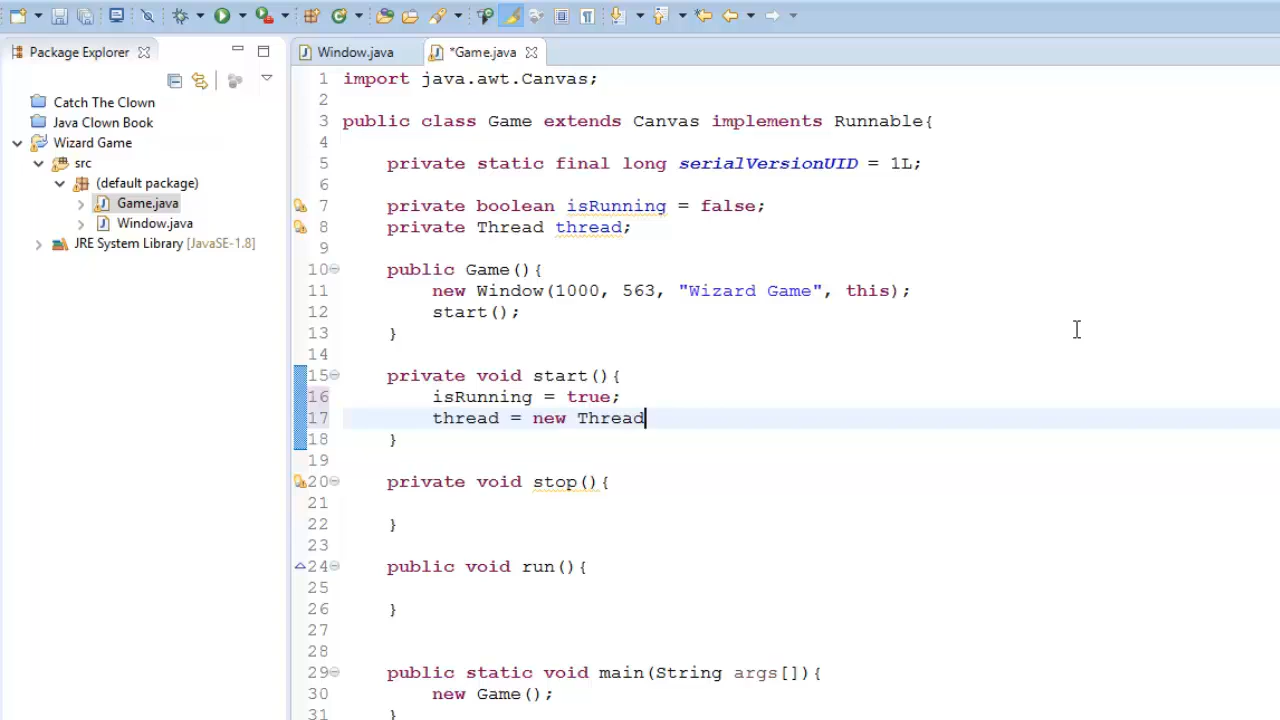 Package Explorer
Catch The Clown
Java Clown Book
Wizard Game
src
(default package)
Game.java
Window.java
JRE System Library [JavaSE-1.8]
Window.java
*Game.java
1 import java.awt.Canvas;
2
3 public class Game extends Canvas implements Runnable{
4
5 private static final long serialVersionUID = 1L;
6
7 private boolean isRunning = false;
8 private Thread thread;
9
10 public Game(){
11 new Window(1000, 563, "Wizard Game", this);
12 start();
13 }
14
15 private void start(){
16 isRunning = true;
17 thread = new Thread
18 }
19
20 private void stop(){
21
22 }
23
24 public void run(){
25
26 }
27
28
29 public static void main(String args[]){
30 new Game();
31 }